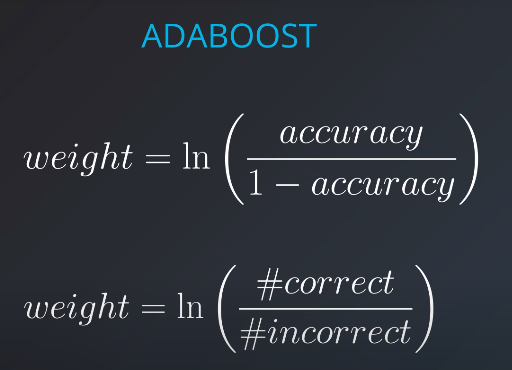 ADABOOST
weight = ln ( accuracy / 1 − accuracy )
weight = ln ( #correct / #incorrect )